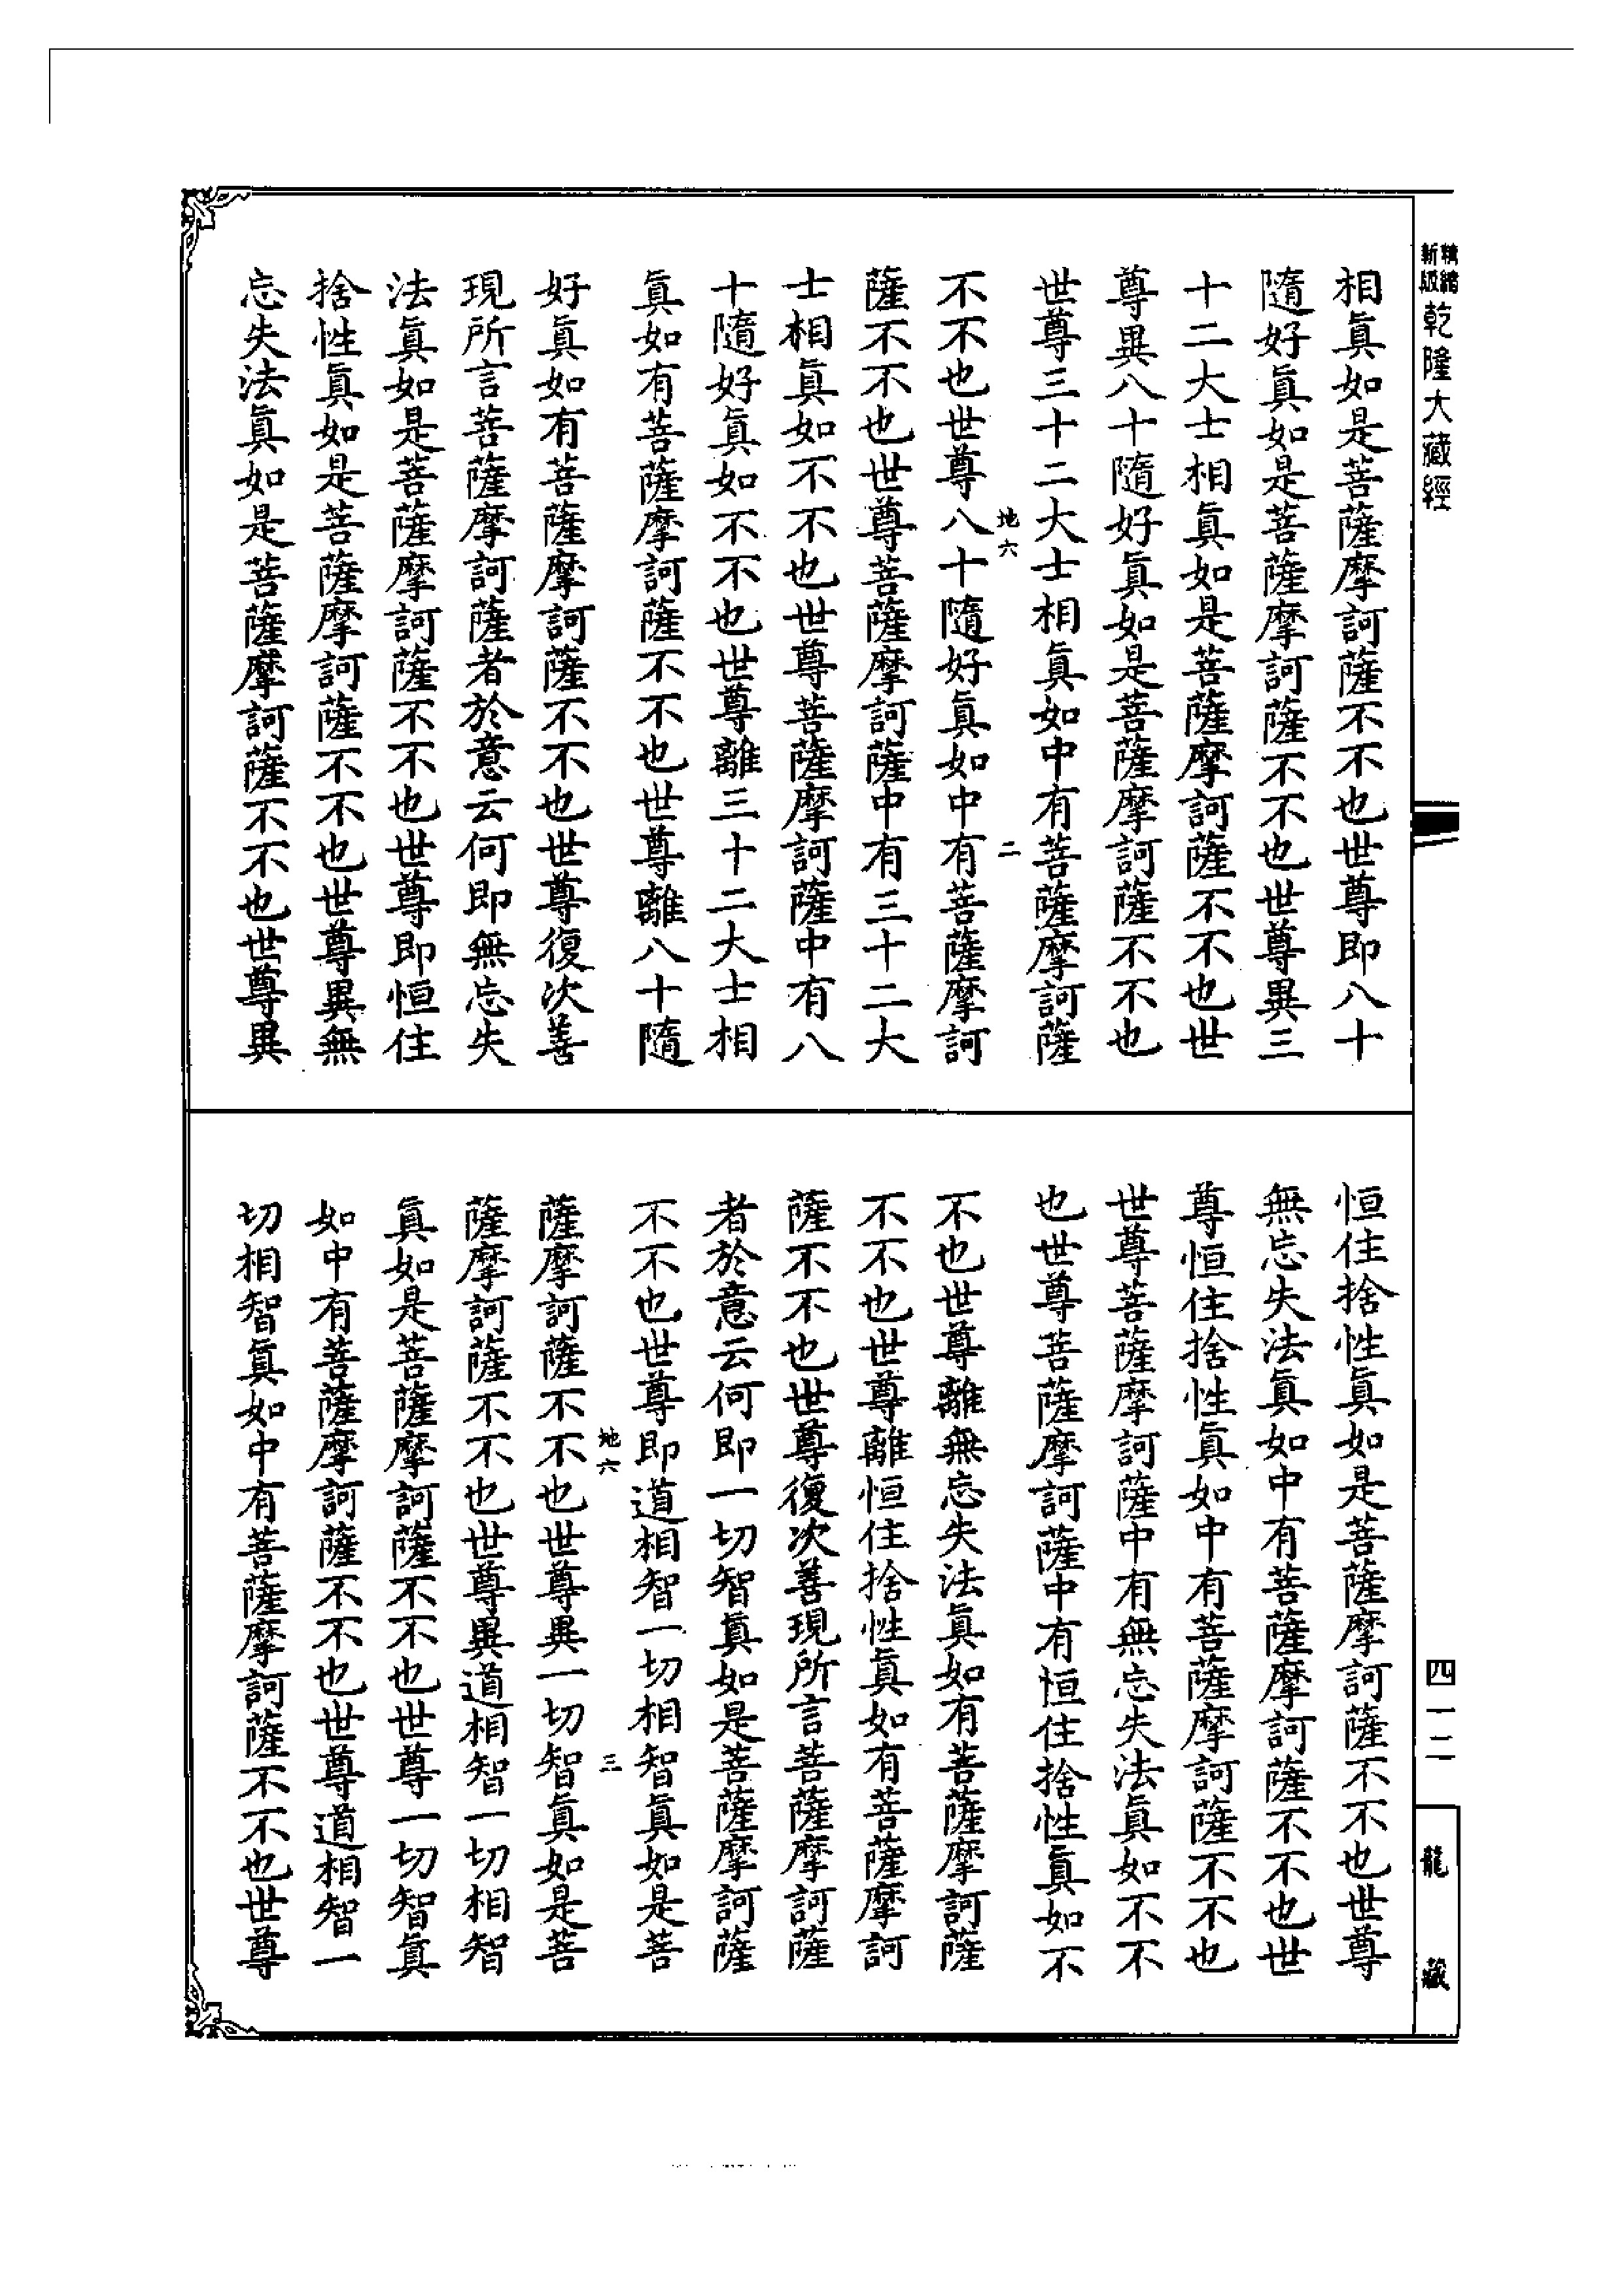 精縮新版乾隆大藏經
相眞如是菩薩摩訶薩不不也世尊即八十
隨好眞如是菩薩摩訶薩不不也世尊異三
十二大士相眞如是菩薩摩訶薩不不也世
尊異八十隨好眞如是菩薩摩訶薩不不也
世尊三十二大士相眞如中有菩薩摩訶薩
地六 二
不不也世尊八十隨好眞如中有菩薩摩訶
薩不不也世尊菩薩摩訶薩中有三十二大
士相眞如不不也世尊菩薩摩訶薩中有八
十隨好眞如不不也世尊離三十二大士相
眞如有菩薩摩訶薩不不也世尊離八十隨
好眞如有菩薩摩訶薩不不也世尊復次善
現所言菩薩摩訶薩者於意云何即無忘失
法眞如是菩薩摩訶薩不不也世尊即恒住
捨性眞如是菩薩摩訶薩不不也世尊異無
忘失法眞如是菩薩摩訶薩不不也世尊異
恒住捨性眞如是菩薩摩訶薩不不也世尊
無忘失法眞如中有菩薩摩訶薩不不也世
尊恒住捨性眞如中有菩薩摩訶薩不不也
世尊菩薩摩訶薩中有無忘失法眞如不不
也世尊菩薩摩訶薩中有恒住捨性眞如不
不也世尊離無忘失法眞如有菩薩摩訶薩
不不也世尊離恒住捨性眞如有菩薩摩訶
薩不不也世尊復次善現所言菩薩摩訶薩
者於意云何即一切智眞如是菩薩摩訶薩
不不也世尊即道相智一切相智眞如是菩
地六 三
薩摩訶薩不不也世尊異一切智眞如是菩
薩摩訶薩不不也世尊異道相智一切相智
眞如是菩薩摩訶薩不不也世尊一切智眞
如中有菩薩摩訶薩不不也世尊道相智一
切相智眞如中有菩薩摩訶薩不不也世尊
四一二
龍藏